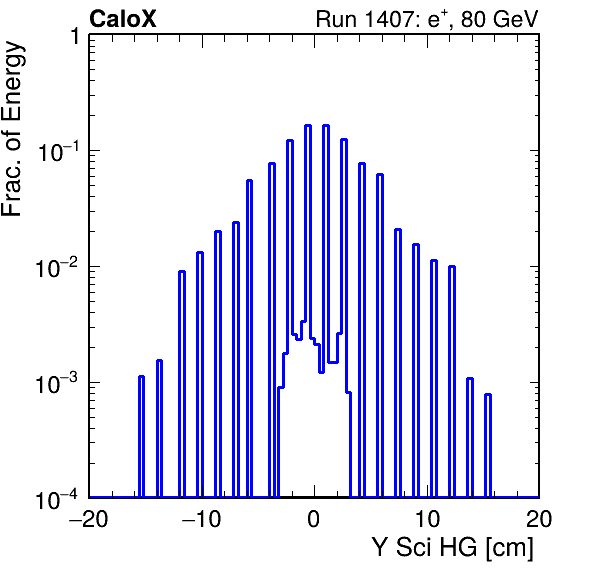 CaloX Run 1407: e⁺, 80 GeV
Frac. of Energy
1
10⁻¹
10⁻²
10⁻³
10⁻⁴
−20 −10 0 10 20
Y Sci HG [cm]